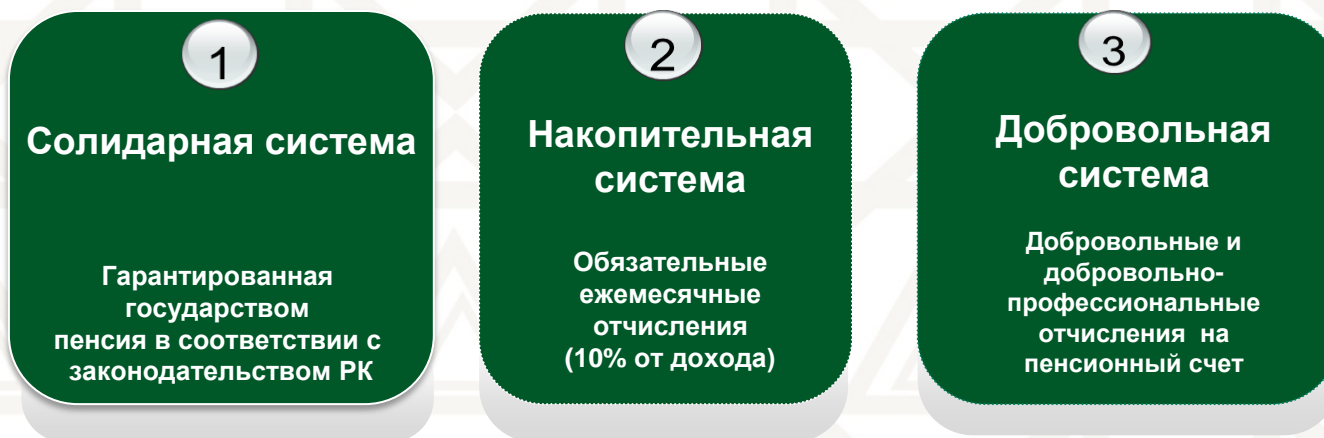 1
Солидарная система
Гарантированная
государством
пенсия в соответствии с
законодательством РК
2
Накопительная
система
Обязательные
ежемесячные
отчисления
(10% от дохода)
3
Добровольная
система
Добровольные и
добровольно-
профессиональные
отчисления на
пенсионный счет